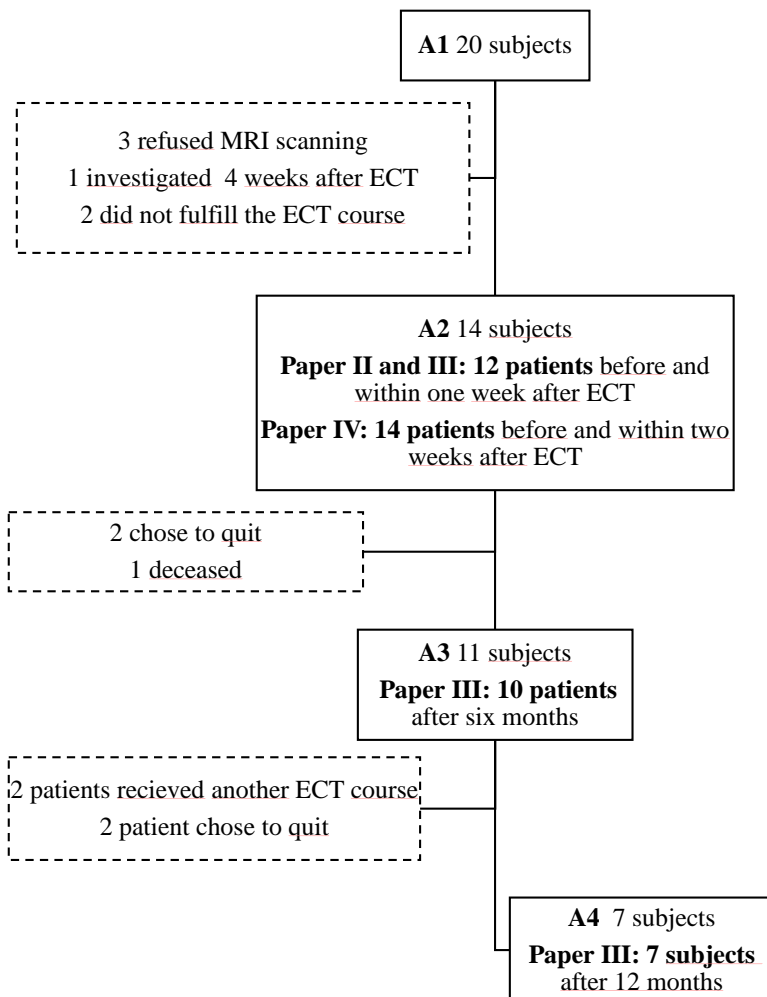 A1 20 subjects
3 refused MRI scanning
1 investigated 4 weeks after ECT
2 did not fulfill the ECT course
A2 14 subjects
Paper II and III: 12 patients before and
within one week after ECT
Paper IV: 14 patients before and within two
weeks after ECT
2 chose to quit
1 deceased
A3 11 subjects
Paper III: 10 patients
after six months
2 patients recieved another ECT course
2 patient chose to quit
A4 7 subjects
Paper III: 7 subjects
after 12 months